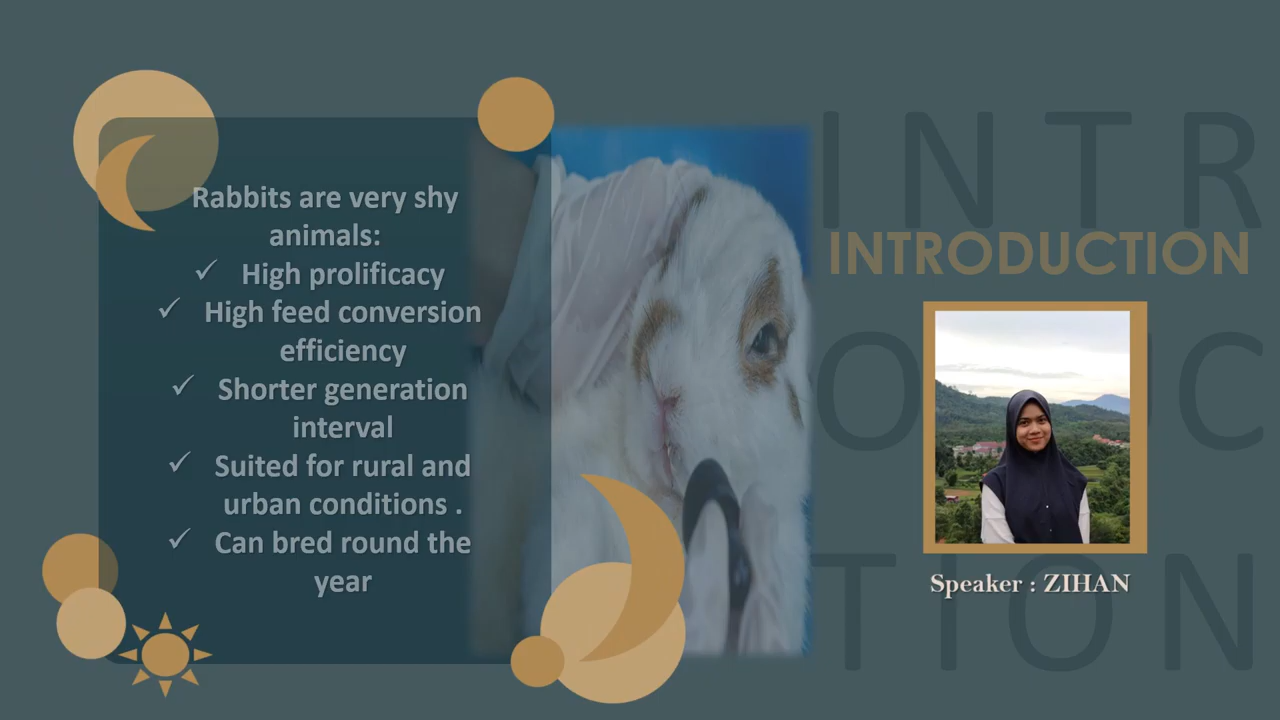 Rabbits are very shy
animals:
✓ High prolificacy
✓ High feed conversion
efficiency
✓ Shorter generation
interval
✓ Suited for rural and
urban conditions .
✓ Can bred round the
year
I N T R
INTRODUCTION
O D U C
T I O N
Speaker : ZIHAN